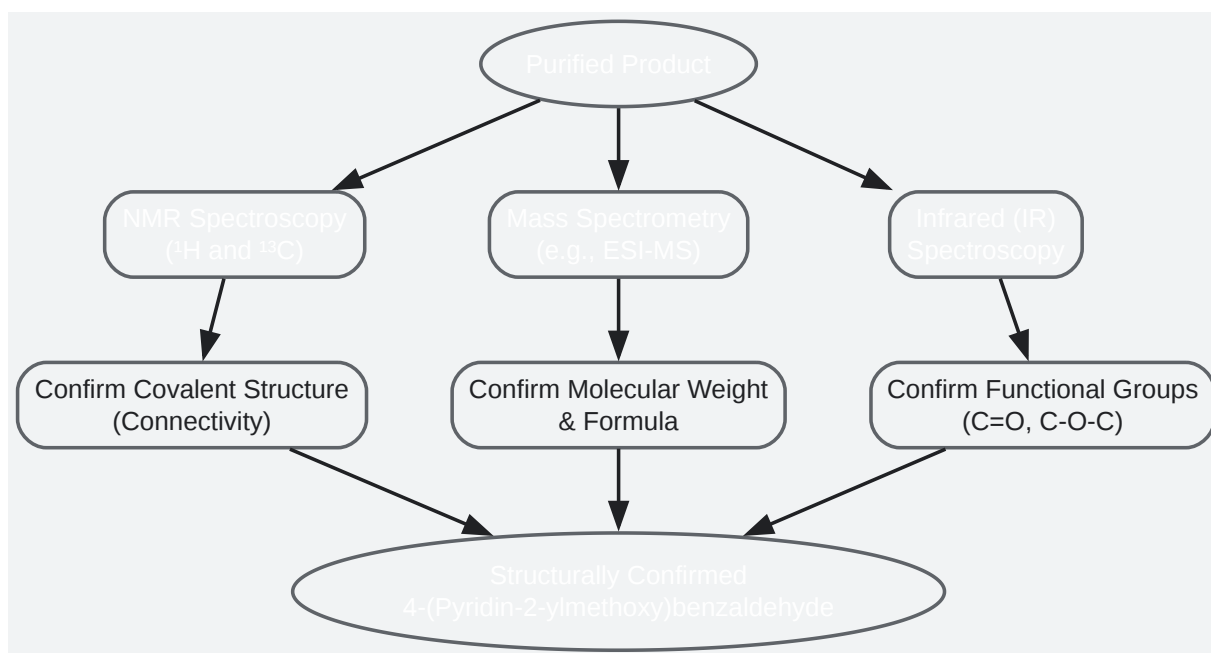 Purified Product
NMR Spectroscopy
(¹H and ¹³C)
Mass Spectrometry
(e.g., ESI-MS)
Infrared (IR)
Spectroscopy
Confirm Covalent Structure
(Connectivity)
Confirm Molecular Weight
& Formula
Confirm Functional Groups
(C=O, C-O-C)
Structurally Confirmed
4-(Pyridin-2-ylmethoxy)benzaldehyde